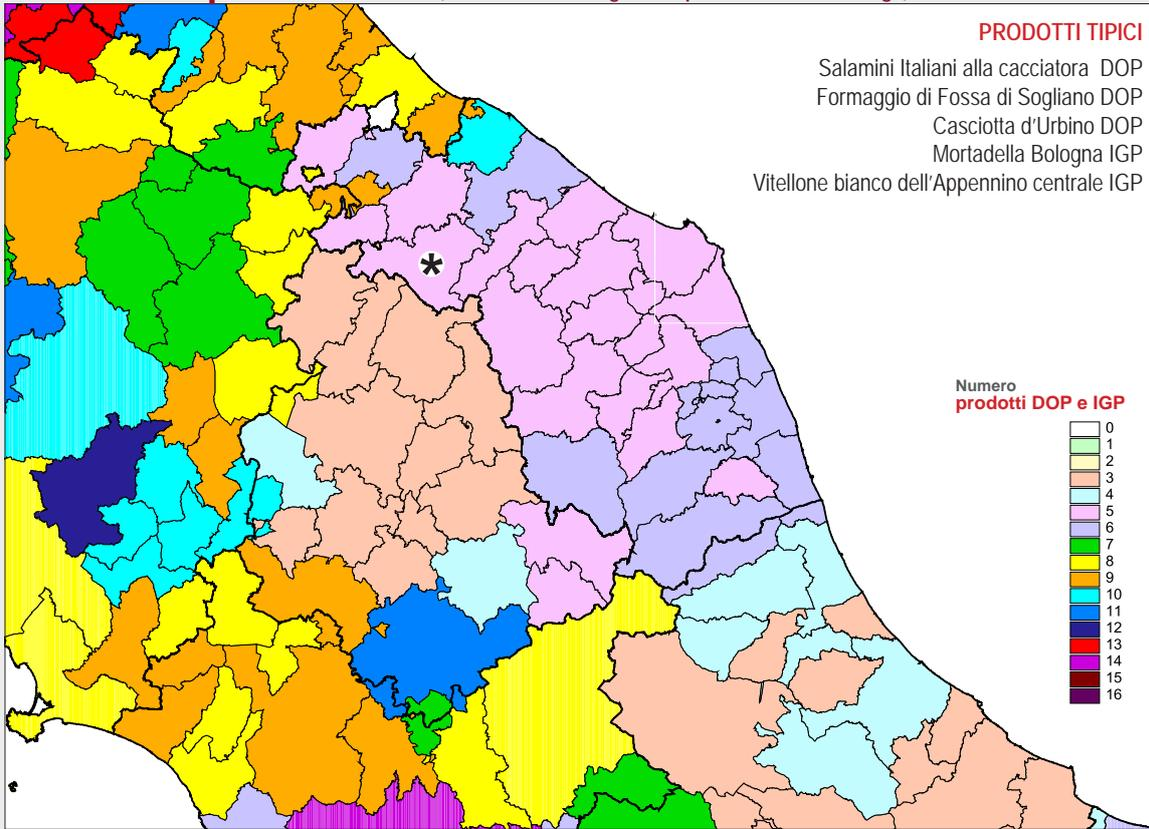 PRODOTTI TIPICI
Salamini Italiani alla cacciatora DOP
Formaggio di Fossa di Sogliano DOP
Casciotta d'Urbino DOP
Mortadella Bologna IGP
Vitellone bianco dell'Appennino centrale IGP
*
Numero
prodotti DOP e IGP
0
1
2
3
4
5
6
7
8
9
10
11
12
13
14
15
16